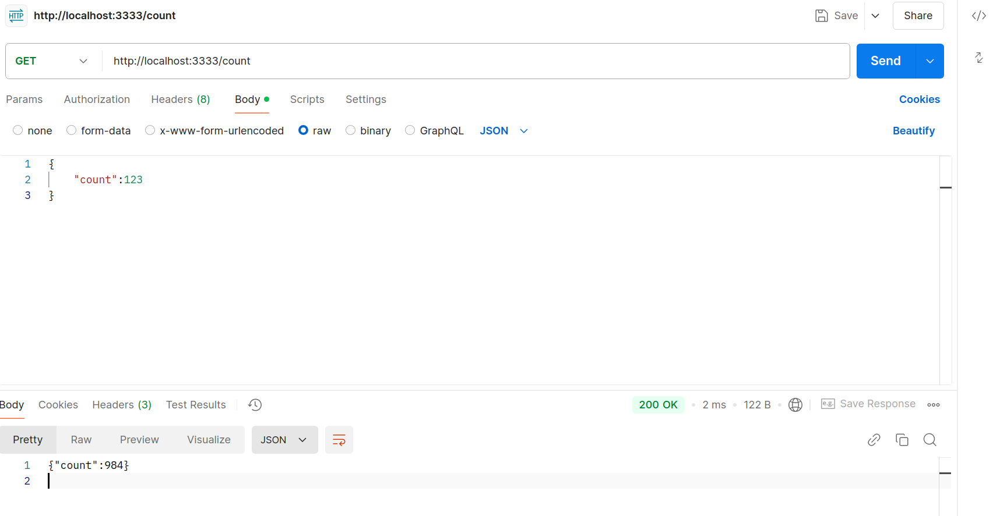 HTTP http://localhost:3333/count Save Share
GET http://localhost:3333/count Send
Params Authorization Headers (8) Body Scripts Settings Cookies
none form-data x-www-form-urlencoded raw binary GraphQL JSON Beautify
1 {
2 "count":123
3 }
Body Cookies Headers (3) Test Results 200 OK 2 ms 122 B e.g. Save Response
Pretty Raw Preview Visualize JSON
1 {"count":984}
2